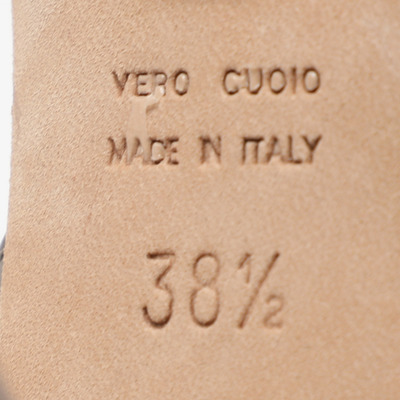 VERO CUOIO
MADE IN ITALY
38½